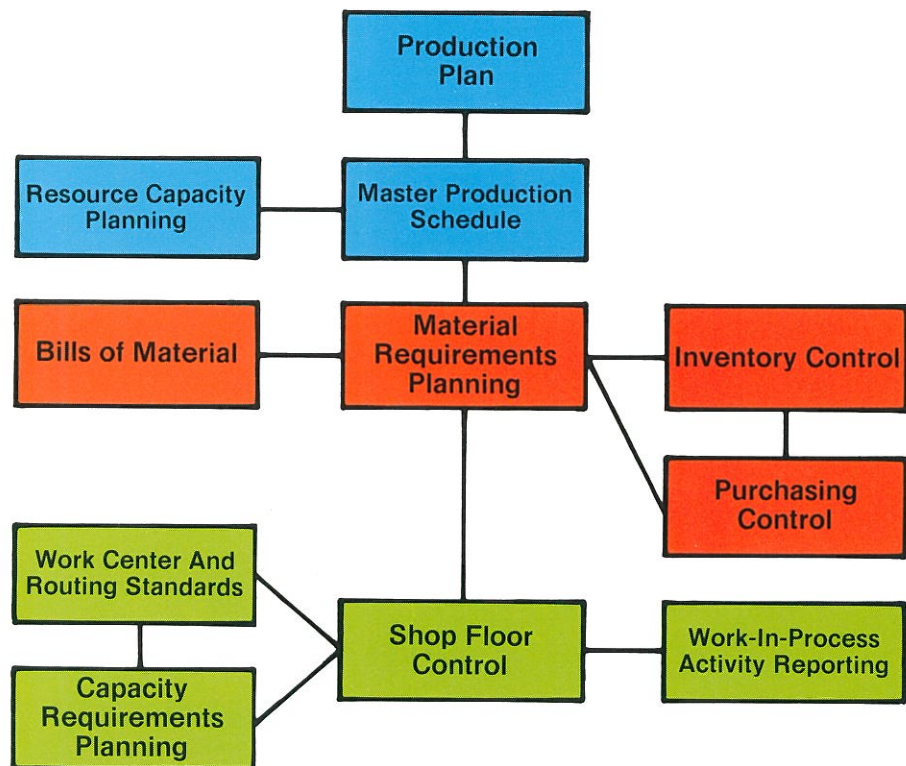 Production
Plan
Resource Capacity
Planning
Master Production
Schedule
Bills of Material
Material
Requirements
Planning
Inventory Control
Purchasing
Control
Work Center And
Routing Standards
Shop Floor
Control
Work-In-Process
Activity Reporting
Capacity
Requirements
Planning